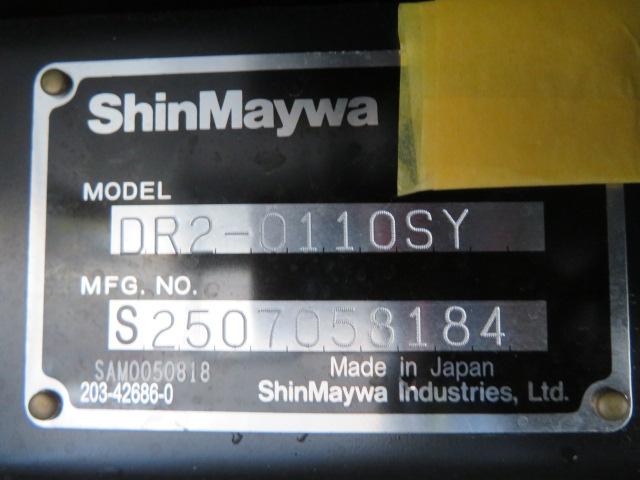 ShinMaywa
MODEL
DR2-0110SY
MFG. NO.
S2507058184
SAM0050818
Made in Japan
203-42686-0
ShinMaywa Industries, Ltd.